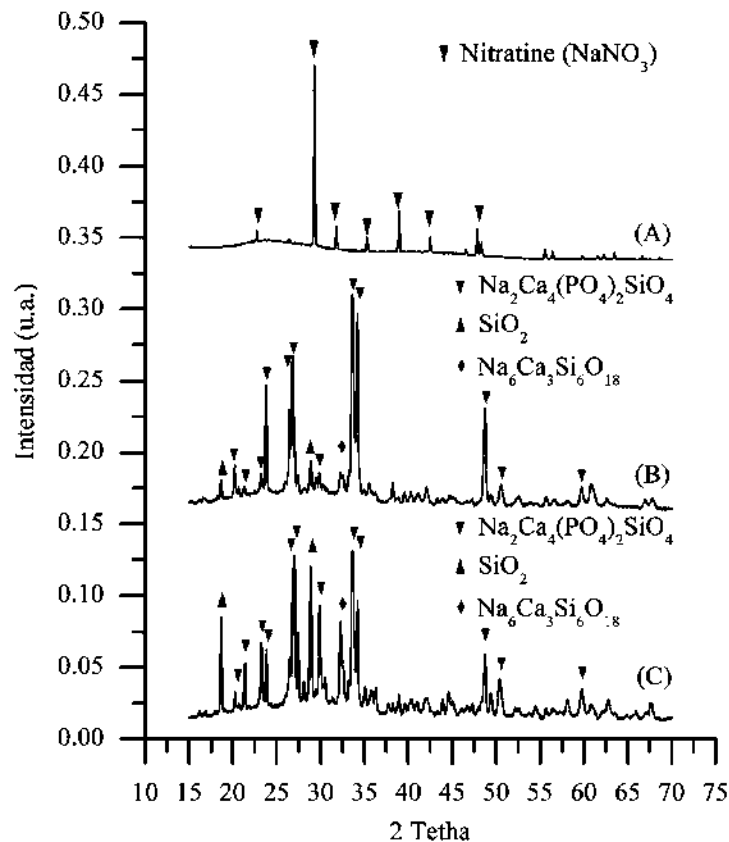 0.50
0.45
0.40
0.35
0.30
0.25
0.20
0.15
0.10
0.05
0.00
Intensidad (u.a.)
Nitratine (NaNO3)
(A)
Na2Ca4(PO4)2SiO4
SiO2
Na6Ca3Si6O18
(B)
Na2Ca4(PO4)2SiO4
SiO2
Na6Ca3Si6O18
(C)
10 15 20 25 30 35 40 45 50 55 60 65 70 75
2 Tetha